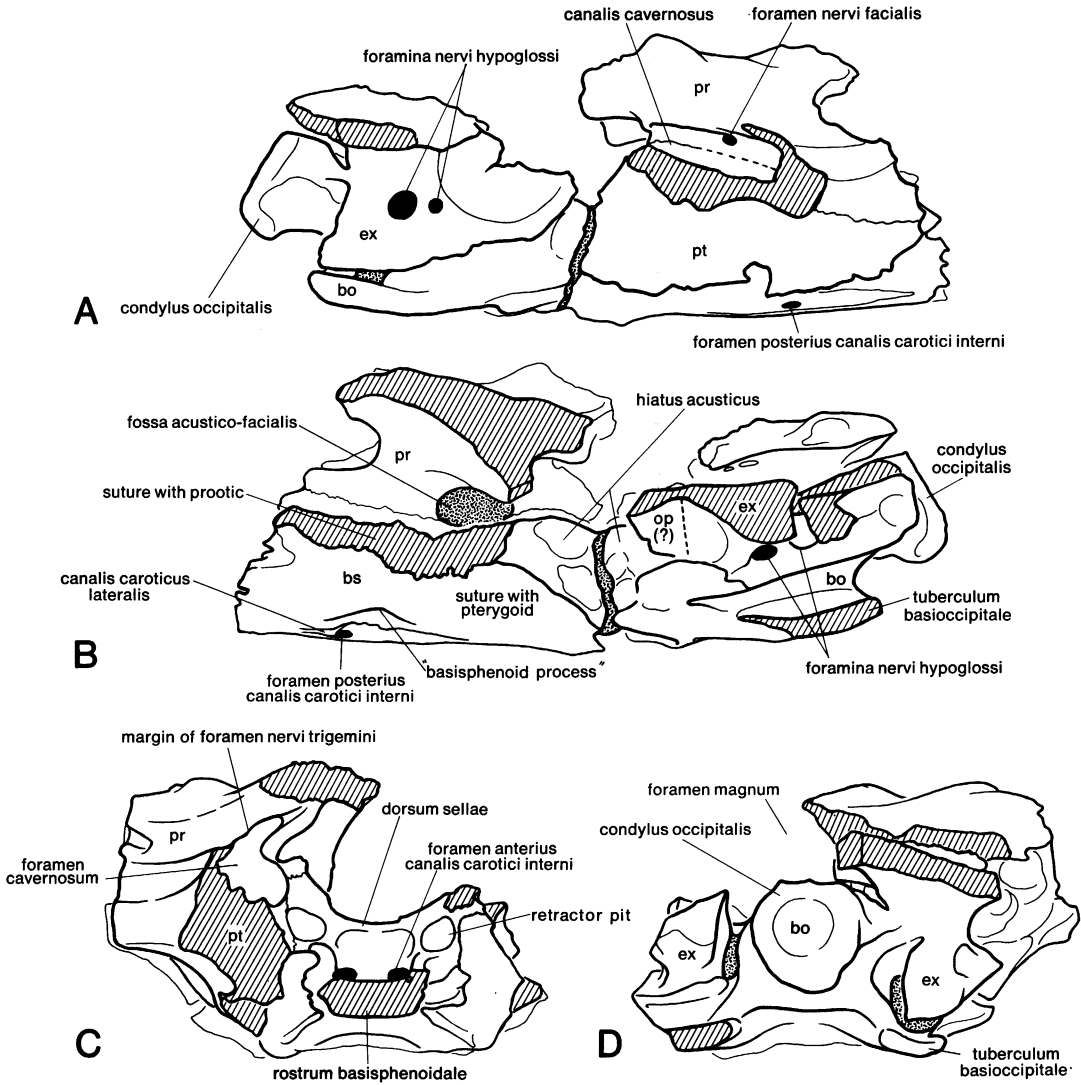 canalis cavernosus
foramen nervi facialis
foramina nervi hypoglossi
pr
ex
pt
bo
A
condylus occipitalis
foramen posterius canalis carotici interni
hiatus acusticus
fossa acustico-facialis
condylus
occipitalis
pr
suture with prootic
op
(?)
ex
canalis caroticus
lateralis
bs
suture with
pterygoid
bo
tuberculum
basioccipitale
B
"basisphenoid process"
foramina nervi hypoglossi
foramen posterius
canalis carotici interni
margin of foramen nervi trigemini
dorsum sellae
foramen anterius
canalis carotici interni
pr
foramen
cavernosum
retractor pit
pt
C
rostrum basisphenoidale
foramen magnum
condylus occipitalis
bo
ex
ex
D
tuberculum
basioccipitale